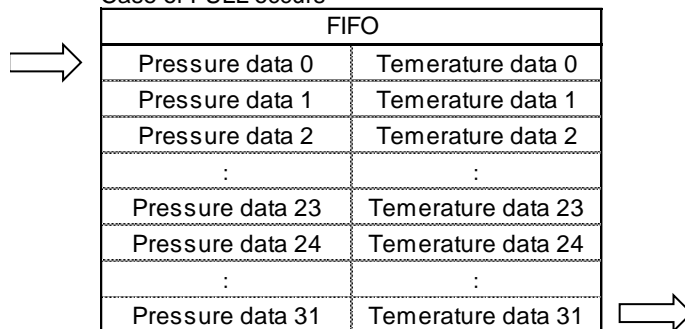 FIFO
Pressure data 0 Temerature data 0
Pressure data 1 Temerature data 1
Pressure data 2 Temerature data 2
: :
Pressure data 23 Temerature data 23
Pressure data 24 Temerature data 24
: :
Pressure data 31 Temerature data 31